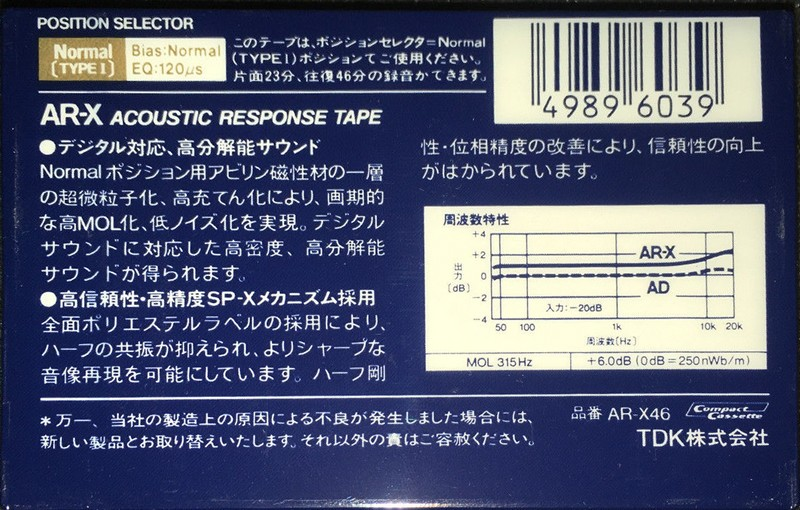 POSITION SELECTOR
Normal
[TYPE I]
Bias:Normal
EQ:120μs
このテープは、ポジションセレクタ=Normal
(TYPE I)ポジションでご使用ください。
片面23分、往復46分の録音ができます。
4989 6039
AR-X ACOUSTIC RESPONSE TAPE
●デジタル対応、高分解能サウンド
Normalポジション用アビリン磁性材の一層
の超微粒子化、高充てん化により、画期的
な高MOL化、低ノイズ化を実現。デジタル
サウンドに対応した高密度、高分解能
サウンドが得られます。
●高信頼性・高精度SP-Xメカニズム採用
全面ポリエステルラベルの採用により、
ハーフの共振が抑えられ、よりシャープな
音像再現を可能にしています。ハーフ剛
性・位相精度の改善により、信頼性の向上
がはかられています。
周波数特性
出力[dB]
+4
+2
0
−2
−4
AR-X
AD
入力:−20dB
50 100 1k 10k 20k
周波数[Hz]
MOL 315Hz +6.0dB (0dB=250nWb/m)
*万一、当社の製造上の原因による不良が発生しました場合には、
新しい製品とお取り替えいたします。それ以外の責はご容赦ください。
品番 AR-X46 Compact Cassette
TDK株式会社